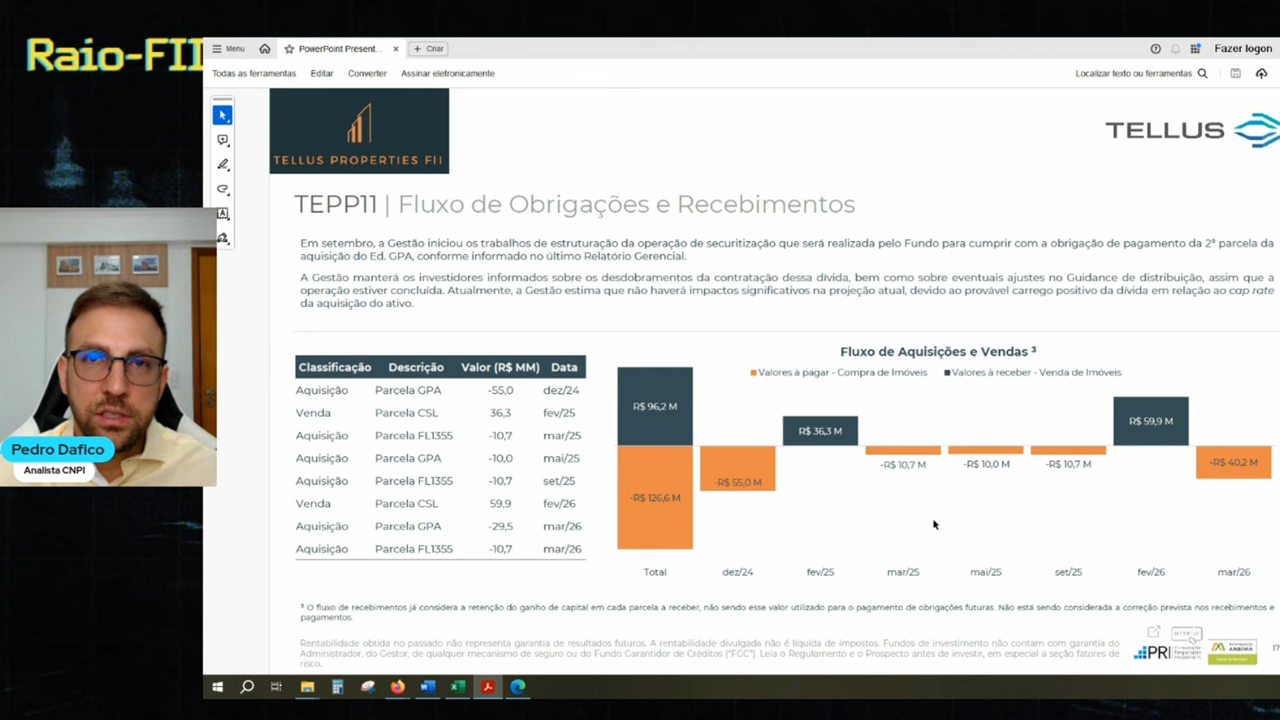 Raio-FII
Menu
PowerPoint Present...
Criar
Fazer logon
Todas as ferramentas
Editar
Converter
Assinar eletronicamente
Localizar texto ou ferramentas
TELLUS PROPERTIES FII
TELLUS
TEPP11 | Fluxo de Obrigações e Recebimentos
Em setembro, a Gestão iniciou os trabalhos de estruturação da operação de securitização que será realizada pelo Fundo para cumprir com a obrigação de pagamento da 2ª parcela da
aquisição do Ed. GPA, conforme informado no último Relatório Gerencial.
A Gestão manterá os investidores informados sobre os desdobramentos da contratação dessa dívida, bem como sobre eventuais ajustes no Guidance de distribuição, assim que a
operação estiver concluída. Atualmente, a Gestão estima que não haverá impactos significativos na projeção atual, devido ao provável carrego positivo da dívida em relação ao cap rate
da aquisição do ativo.
Classificação Descrição Valor (R$ MM) Data
Aquisição Parcela GPA -55,0 dez/24
Venda Parcela CSL 36,3 fev/25
Aquisição Parcela FL1355 -10,7 mar/25
Aquisição Parcela GPA -10,0 mai/25
Aquisição Parcela FL1355 -10,7 set/25
Venda Parcela CSL 59,9 fev/26
Aquisição Parcela GPA -29,5 mar/26
Aquisição Parcela FL1355 -10,7 mar/26
Fluxo de Aquisições e Vendas ³
Valores à pagar - Compra de Imóveis
Valores à receber - Venda de Imóveis
R$ 96,2 M
R$ 36,3 M
R$ 59,9 M
-R$ 126,6 M
-R$ 55,0 M
-R$ 10,7 M
-R$ 10,0 M
-R$ 10,7 M
-R$ 40,2 M
Total dez/24 fev/25 mar/25 mai/25 set/25 fev/26 mar/26
³ O fluxo de recebimentos já considera a retenção do ganho de capital em cada parcela a receber, não sendo esse valor utilizado para o pagamento de obrigações futuras. Não está sendo considerada a correção prevista nos recebimentos e
pagamentos.
Rentabilidade obtida no passado não representa garantia de resultados futuros. A rentabilidade divulgada não é líquida de impostos. Fundos de investimento não contam com garantia do
Administrador, do Gestor, de qualquer mecanismo de seguro ou do Fundo Garantidor de Créditos ("FGC"). Leia o Regulamento e o Prospecto antes de investir, em especial a seção fatores de
risco.
PRI
ANBIMA
17
Pedro Dafico
Analista CNPI